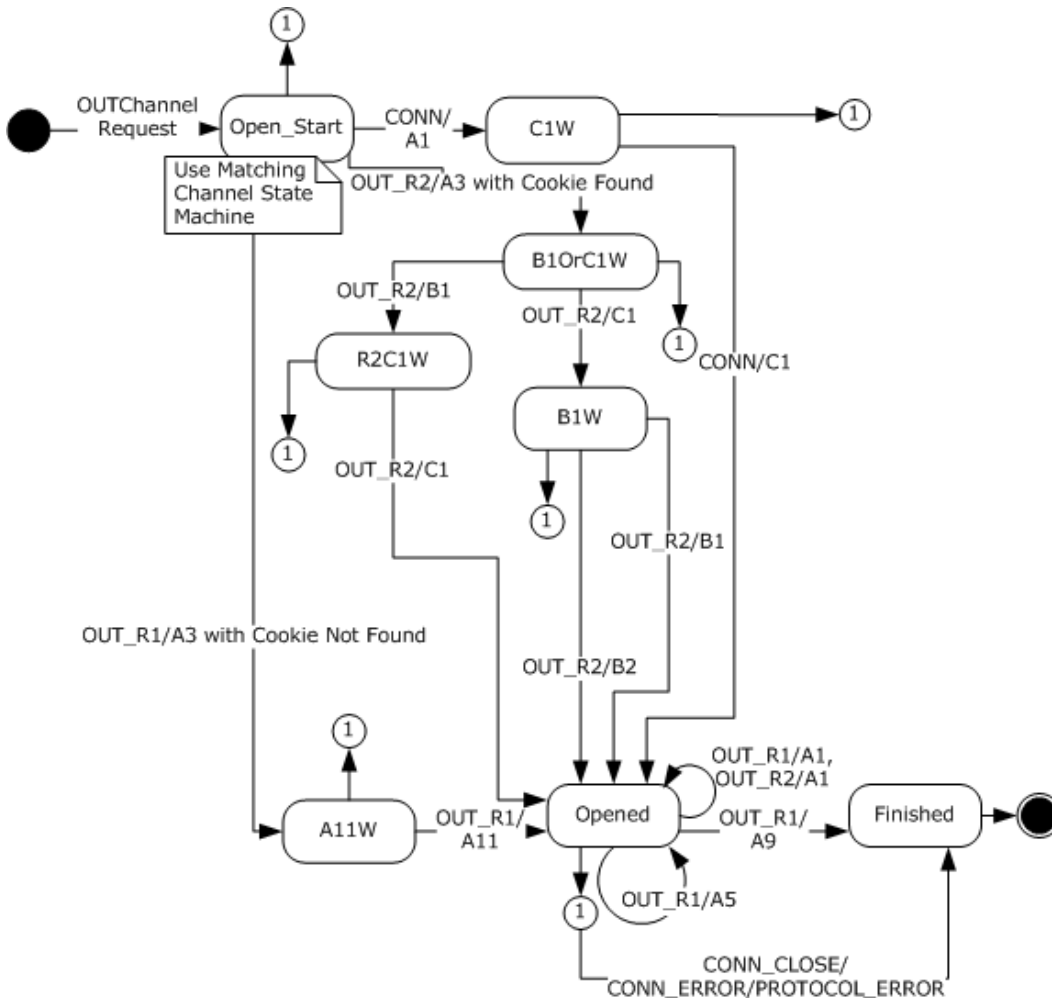 1
OUTChannel
Request
Open_Start
CONN/
A1
C1W
1
Use Matching
Channel State
Machine
OUT_R2/A3 with Cookie Found
B1OrC1W
OUT_R2/B1
OUT_R2/C1
1
R2C1W
CONN/C1
B1W
1
OUT_R2/C1
1
OUT_R2/B1
OUT_R1/A3 with Cookie Not Found
OUT_R2/B2
1
OUT_R1/A1,
OUT_R2/A1
A11W
OUT_R1/
A11
Opened
OUT_R1/
A9
Finished
OUT_R1/A5
1
CONN_CLOSE/
CONN_ERROR/PROTOCOL_ERROR